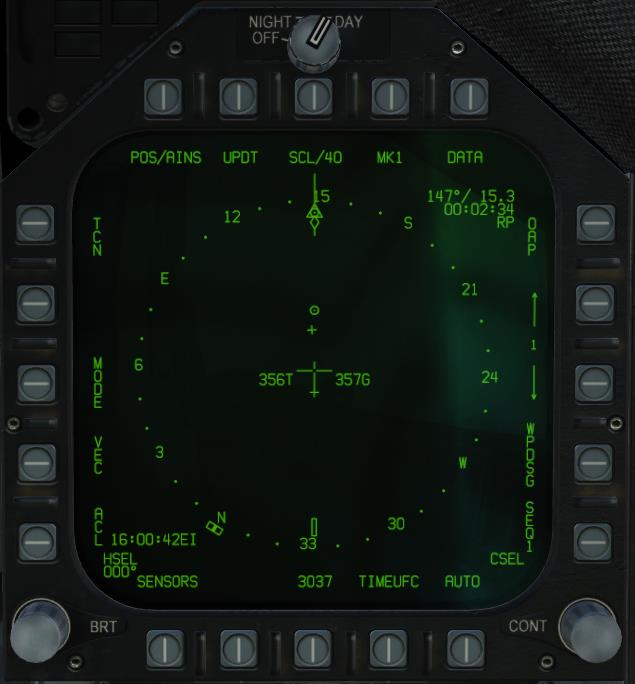 NIGHT DAY
OFF
POS/AINS UPDT SCL/40 MK1 DATA
147°/ 15.3
00:02:34
RP
TCN
OAP
12
15
S
E
21
1
6
24
MODE
356T
357G
WPDSG
VEC
3
W
N
33
30
SEQ1
ACL
16:00:42EI
HSEL
000°
CSEL
SENSORS 3037 TIMEUFC AUTO
BRT
CONT